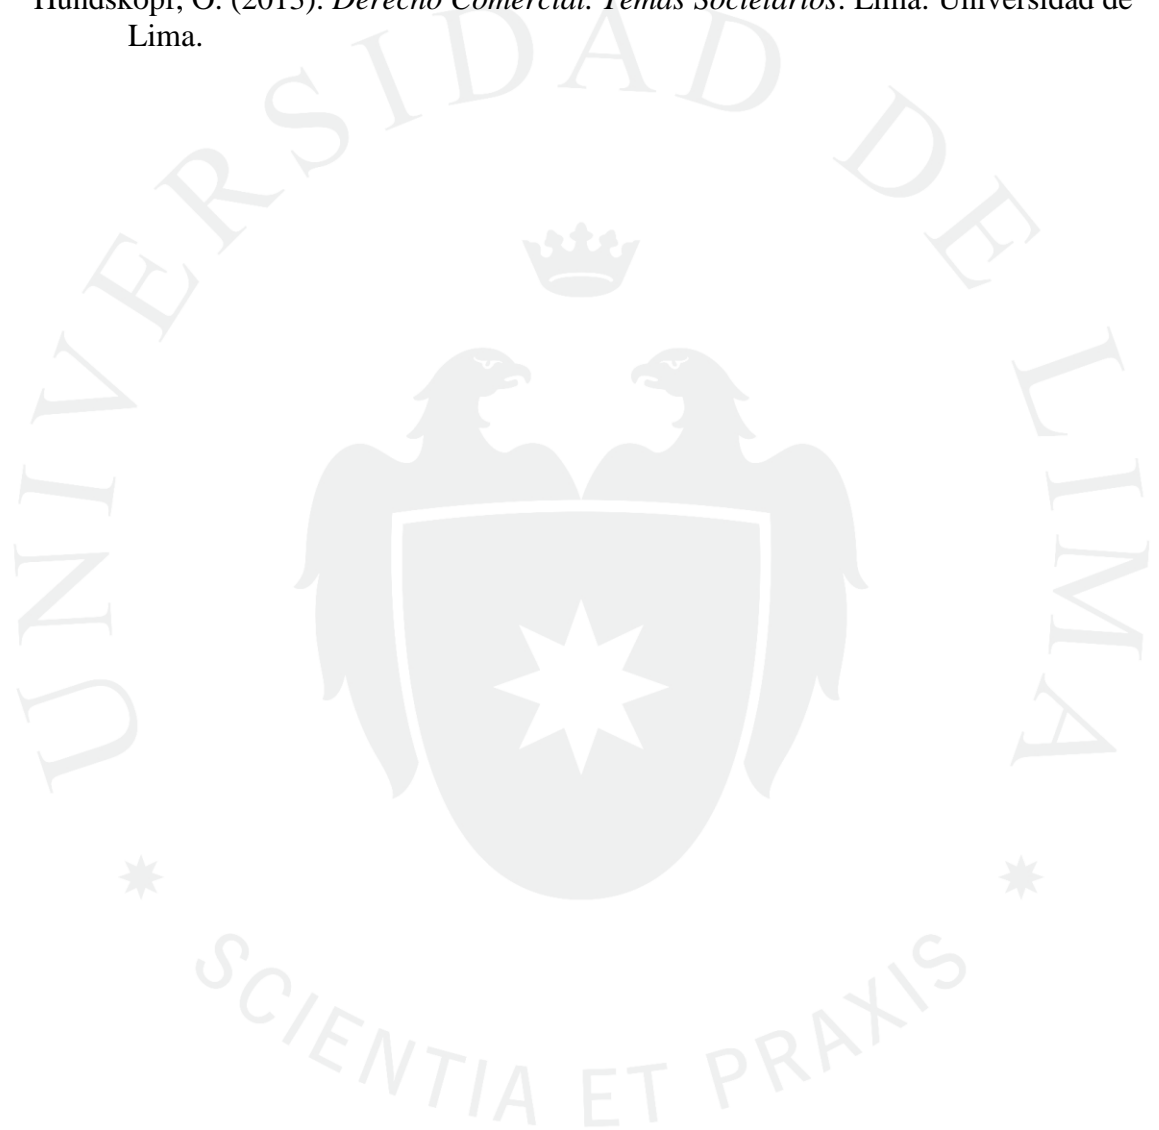 Hundskopf, O. (2013). Derecho Comercial. Temas Societarios. Lima: Universidad de
Lima.
UNIVERSIDAD DE LIMA
SCIENTIA ET PRAXIS